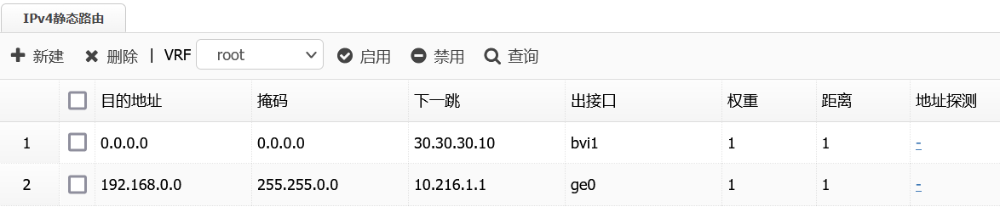 IPv4静态路由
新建 删除 | VRF root 启用 禁用 查询
目的地址 掩码 下一跳 出接口 权重 距离 地址探测
1 0.0.0.0 0.0.0.0 30.30.30.10 bvi1 1 1 -
2 192.168.0.0 255.255.0.0 10.216.1.1 ge0 1 1 -